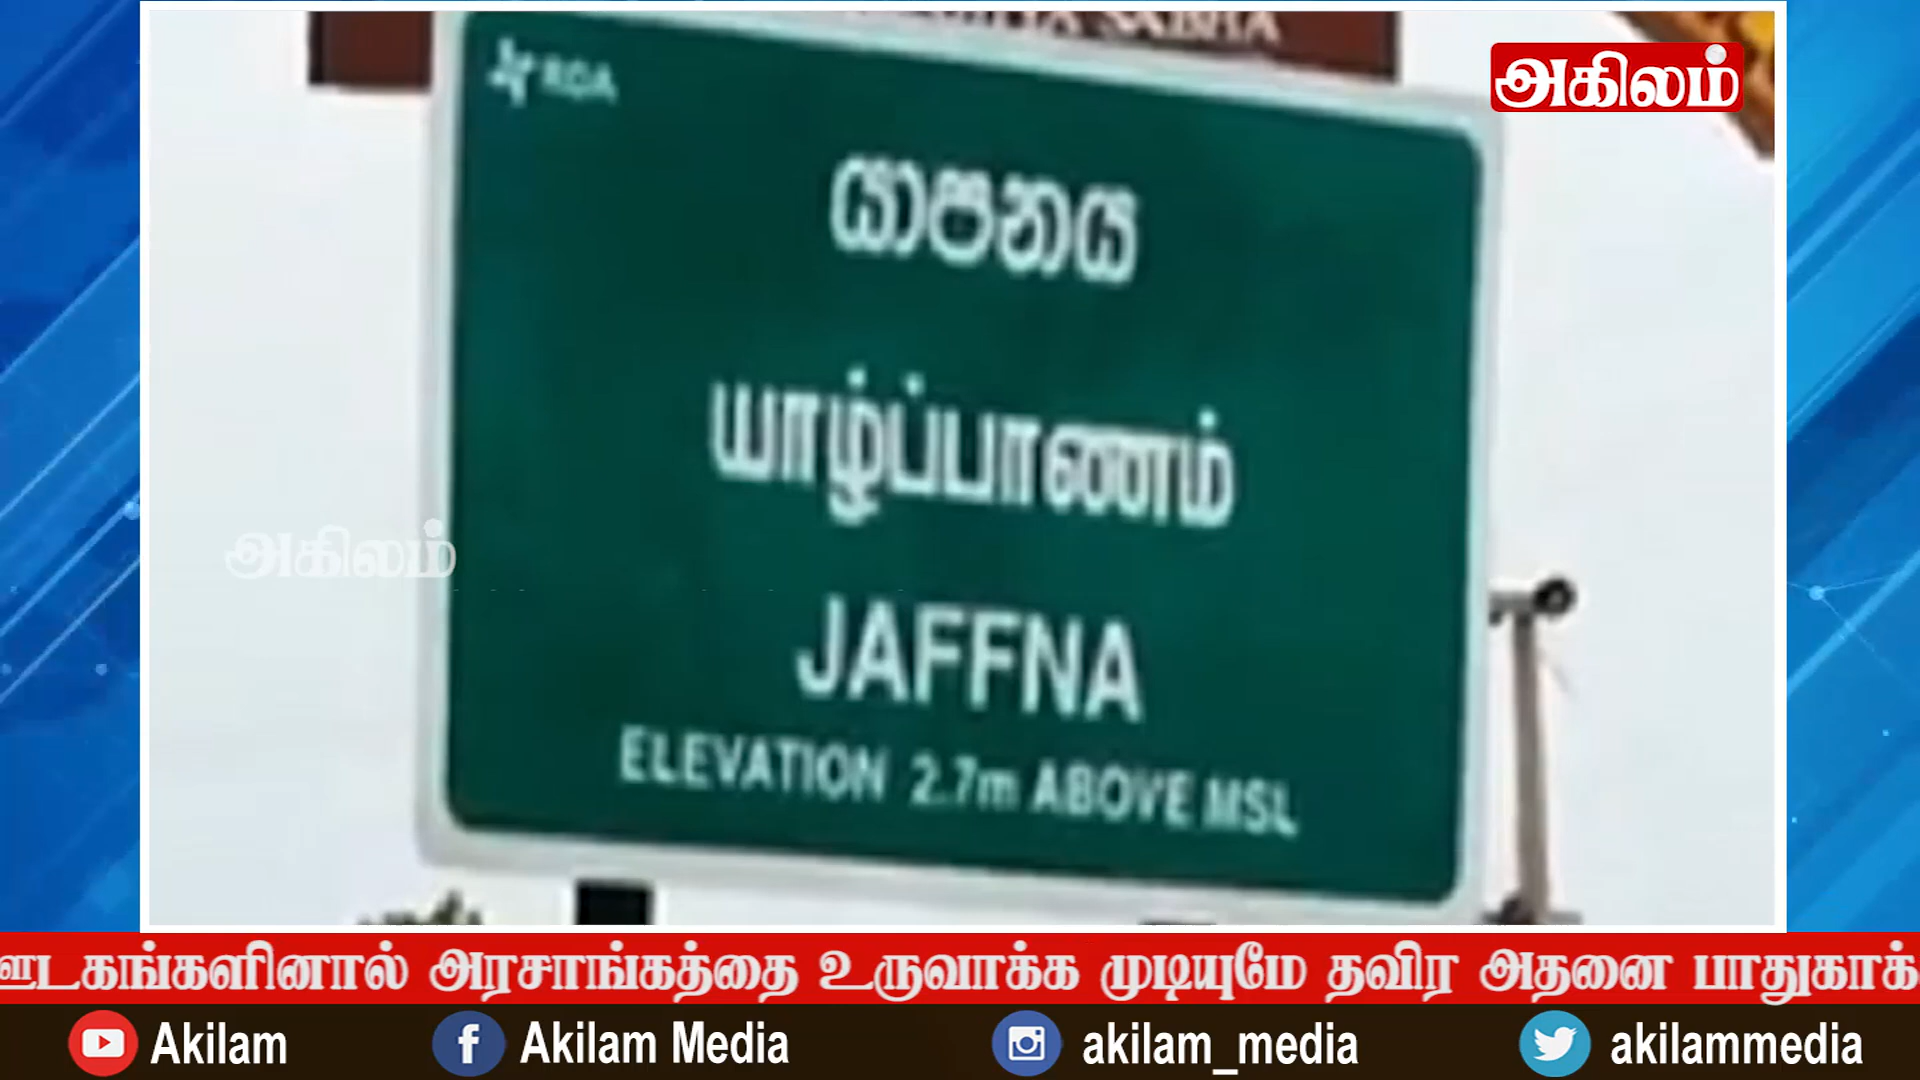 SABHA
அகிலம்
RDA
යාපනය
யாழ்ப்பாணம்
அகிலம்
JAFFNA
ELEVATION 2.7m ABOVE MSL
ஊடகங்களினால் அரசாங்கத்தை உருவாக்க முடியுமே தவிர அதனை பாதுகாக்
Akilam
Akilam Media
akilam_media
akilammedia